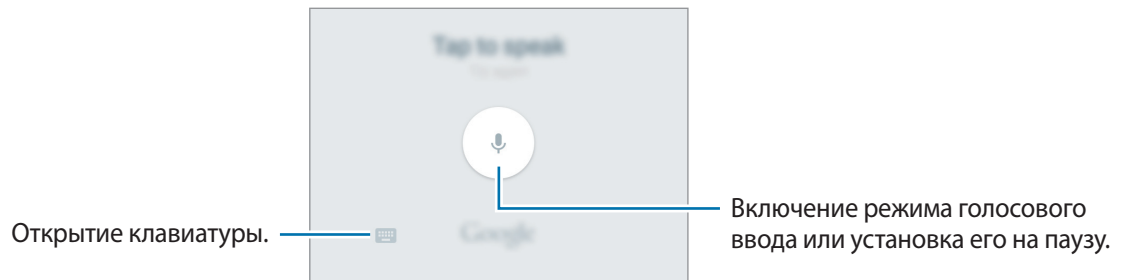 Tap to speak
Google
Открытие клавиатуры.
Включение режима голосового
ввода или установка его на паузу.